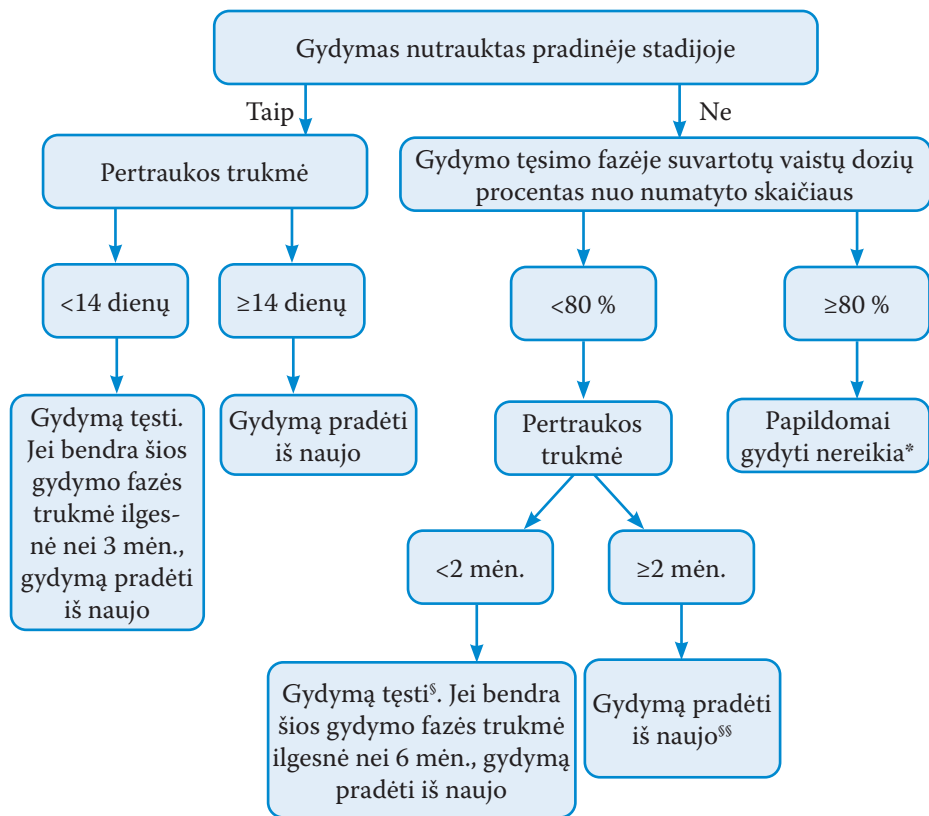 Gydymas nutrauktas pradinėje stadijoje
Taip
Ne
Pertraukos trukmė
Gydymo tęsimo fazėje suvartotų vaistų dozių
procentas nuo numatyto skaičiaus
<14 dienų
≥14 dienų
<80 %
≥80 %
Gydymą tęsti.
Jei bendra šios
gydymo fazės
trukmė ilges-
nė nei 3 mėn.,
gydymą pradėti
iš naujo
Gydymą pradėti
iš naujo
Pertraukos
trukmė
Papildomai
gydyti nereikia*
<2 mėn.
≥2 mėn.
Gydymą tęsti§. Jei bendra
šios gydymo fazės trukmė
ilgesnė nei 6 mėn., gydymą
pradėti iš naujo
Gydymą pradėti
iš naujo§§